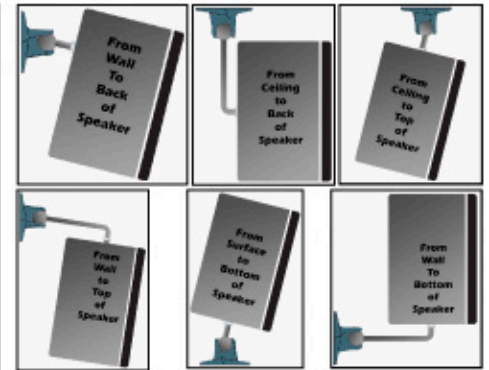 From
Wall
To
Back
of
Speaker
From
Ceiling
to
Back
of
Speaker
From
Ceiling
to
Top
of
Speaker
From
Wall
to
Top
of
Speaker
From
Surface
to
Bottom
of
Speaker
From
Wall
To
Bottom
of
Speaker